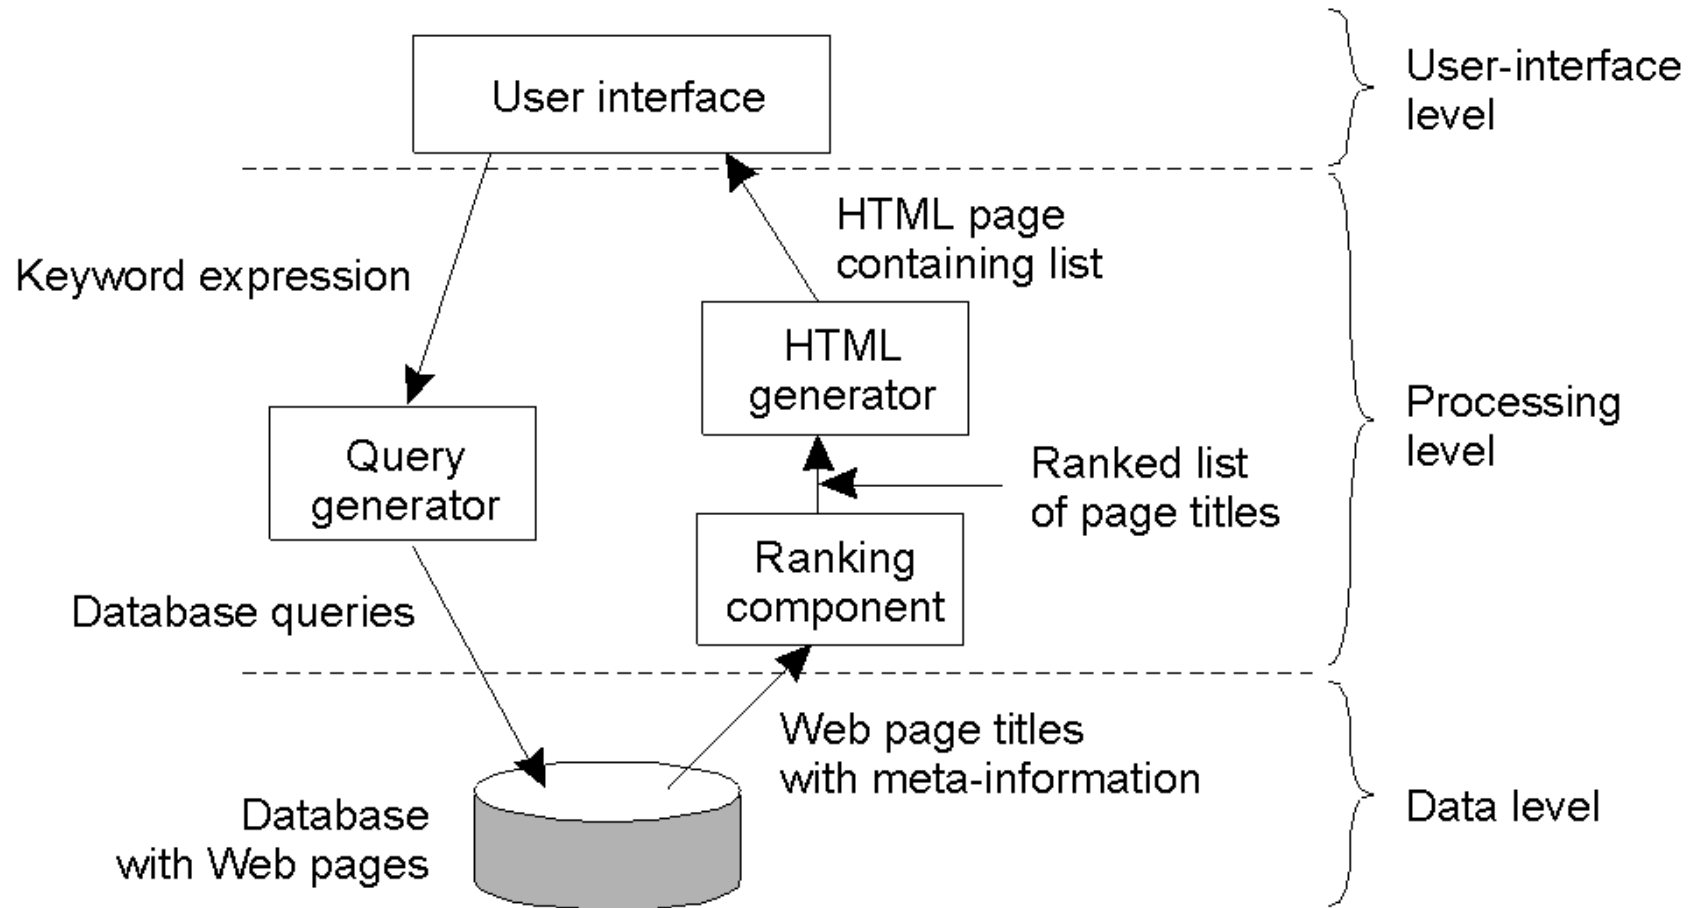 User interface
User-interface
level
HTML page
containing list
Keyword expression
HTML
generator
Processing
level
Query
generator
Ranked list
of page titles
Ranking
component
Database queries
Web page titles
with meta-information
Database
with Web pages
Data level